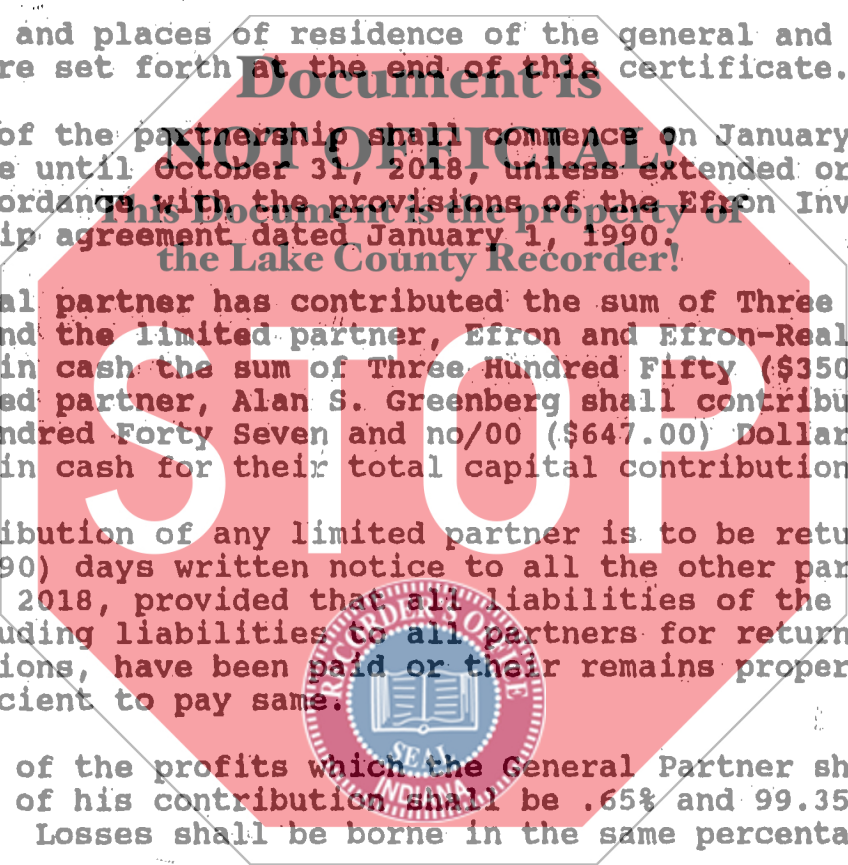 and places of residence of the general and
re set forth at the end of this certificate.
Document is
of the partnership shall commence on January
NOT OFFICIAL!
e until October 31, 2018, unless extended or
ordance with the provisions of the Efron Inv
This Document is the property of
ip agreement dated January 1, 1990.
the Lake County Recorder!
al partner has contributed the sum of Three
nd the limited partner, Efron and Efron-Real
in cash the sum of Three Hundred Fifty ($350
ed partner, Alan S. Greenberg shall contribu
ndred Forty Seven and no/00 ($647.00) Dollar
in cash for their total capital contribution
STOP
ibution of any limited partner is to be retu
90) days written notice to all the other par
2018, provided that all liabilities of the
uding liabilities to all partners for return
ions, have been paid or their remains proper
cient to pay same.
RECORDER'S OFFICE
SEAL
INDIANA
of the profits which the General Partner sh
of his contribution shall be .65% and 99.35
Losses shall be borne in the same percenta